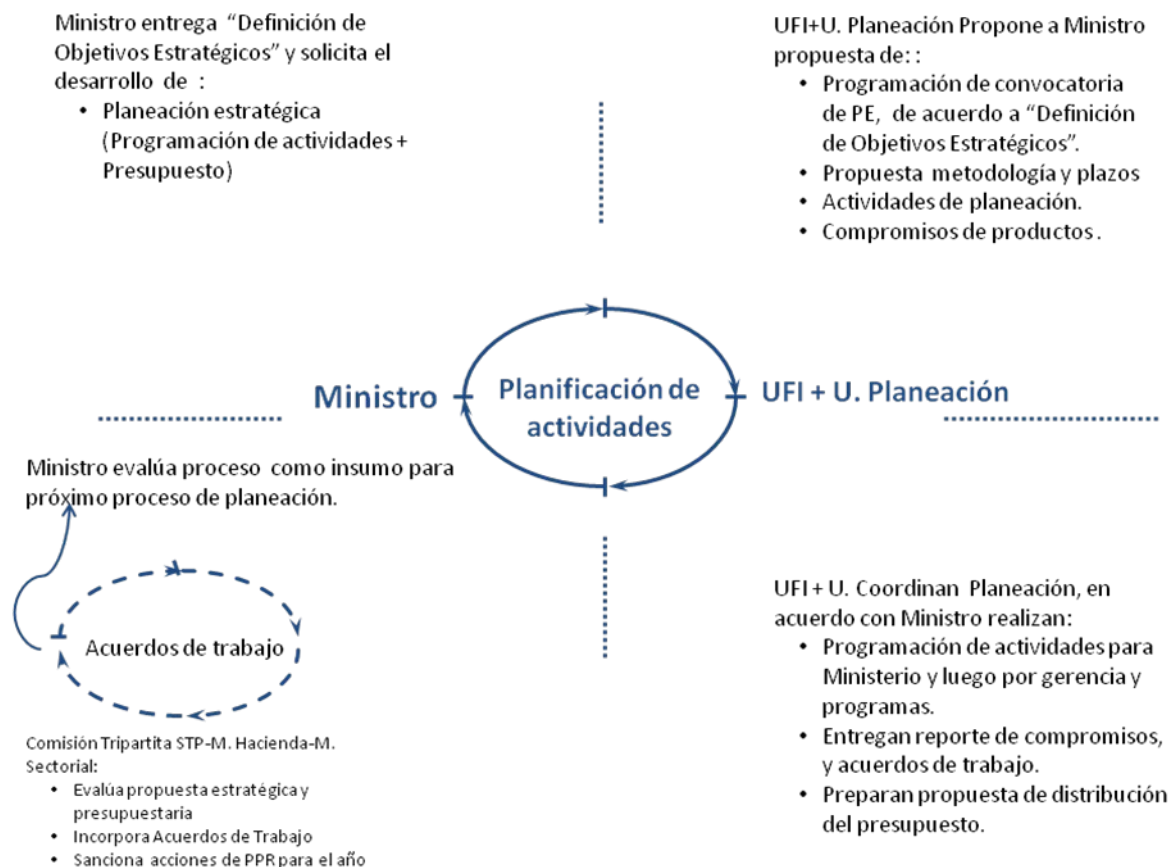 Ministro entrega “Definición de
Objetivos Estratégicos” y solicita el
desarrollo de :
• Planeación estratégica
(Programación de actividades +
Presupuesto)
UFI+U. Planeación Propone a Ministro
propuesta de: :
• Programación de convocatoria
de PE, de acuerdo a “Definición
de Objetivos Estratégicos”.
• Propuesta metodología y plazos
• Actividades de planeación.
• Compromisos de productos .
Ministro
Planificación de
actividades
UFI + U. Planeación
Ministro evalúa proceso como insumo para
próximo proceso de planeación.
Acuerdos de trabajo
Comisión Tripartita STP-M. Hacienda-M.
Sectorial:
• Evalúa propuesta estratégica y
presupuestaria
• Incorpora Acuerdos de Trabajo
• Sanciona acciones de PPR para el año
UFI + U. Coordinan Planeación, en
acuerdo con Ministro realizan:
• Programación de actividades para
Ministerio y luego por gerencia y
programas.
• Entregan reporte de compromisos,
y acuerdos de trabajo.
• Preparan propuesta de distribución
del presupuesto.